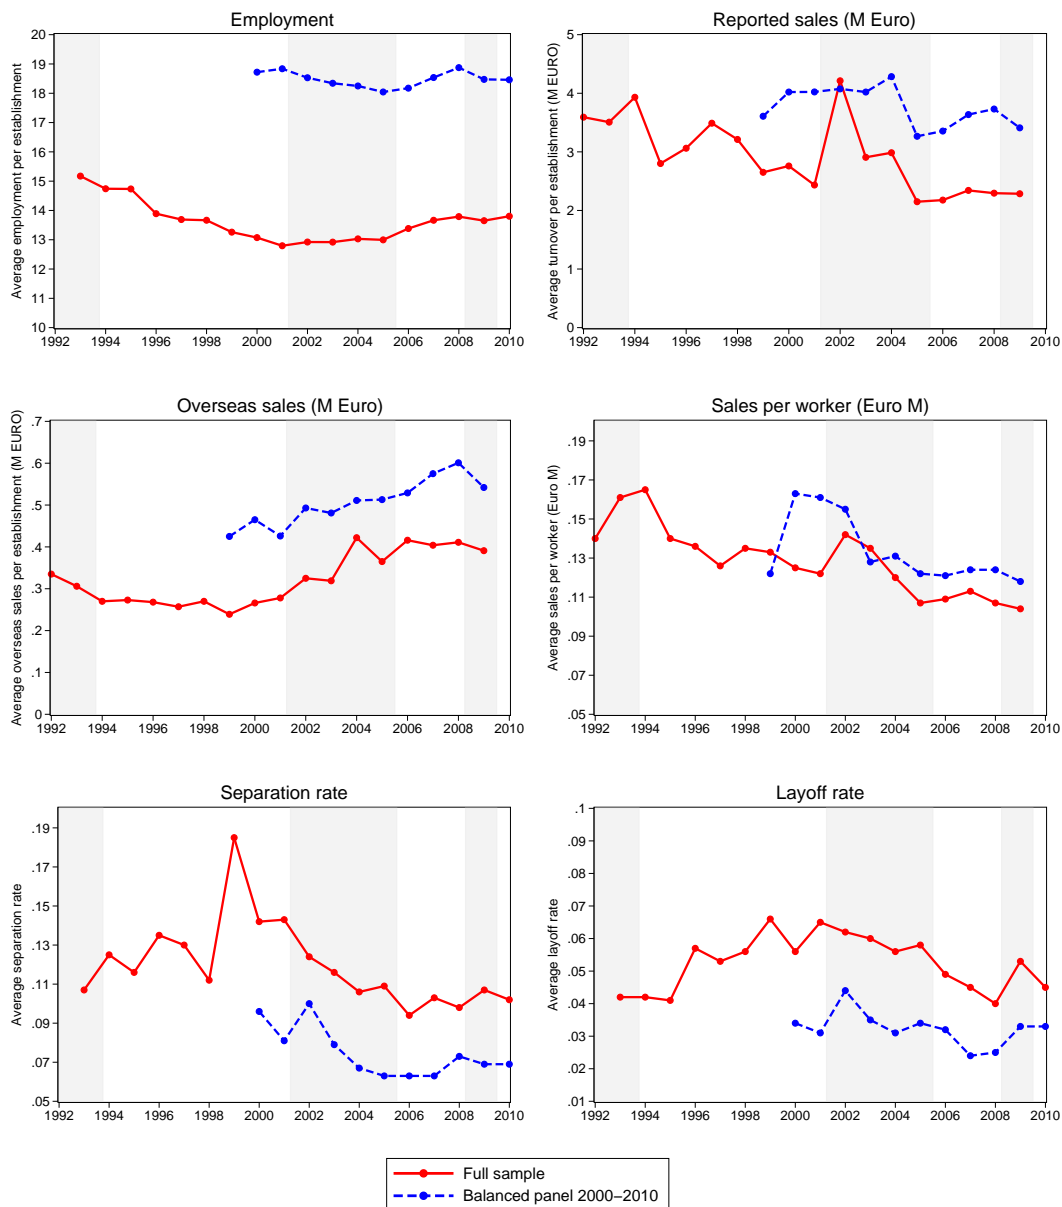 Employment
Average employment per establishment
20
19
18
17
16
15
14
13
12
11
10
1992 1994 1996 1998 2000 2002 2004 2006 2008 2010
Reported sales (M Euro)
Average turnover per establishment (M EURO)
5
4
3
2
1
0
1992 1994 1996 1998 2000 2002 2004 2006 2008 2010
Overseas sales (M Euro)
Average overseas sales per establishment (M EURO)
.7
.6
.5
.4
.3
.2
.1
0
1992 1994 1996 1998 2000 2002 2004 2006 2008 2010
Sales per worker (Euro M)
Average sales per worker (Euro M)
.19
.17
.15
.13
.11
.09
.07
.05
1992 1994 1996 1998 2000 2002 2004 2006 2008 2010
Separation rate
Average separation rate
.19
.17
.15
.13
.11
.09
.07
.05
1992 1994 1996 1998 2000 2002 2004 2006 2008 2010
Layoff rate
Average layoff rate
.1
.09
.08
.07
.06
.05
.04
.03
.02
.01
1992 1994 1996 1998 2000 2002 2004 2006 2008 2010
Full sample
Balanced panel 2000−2010